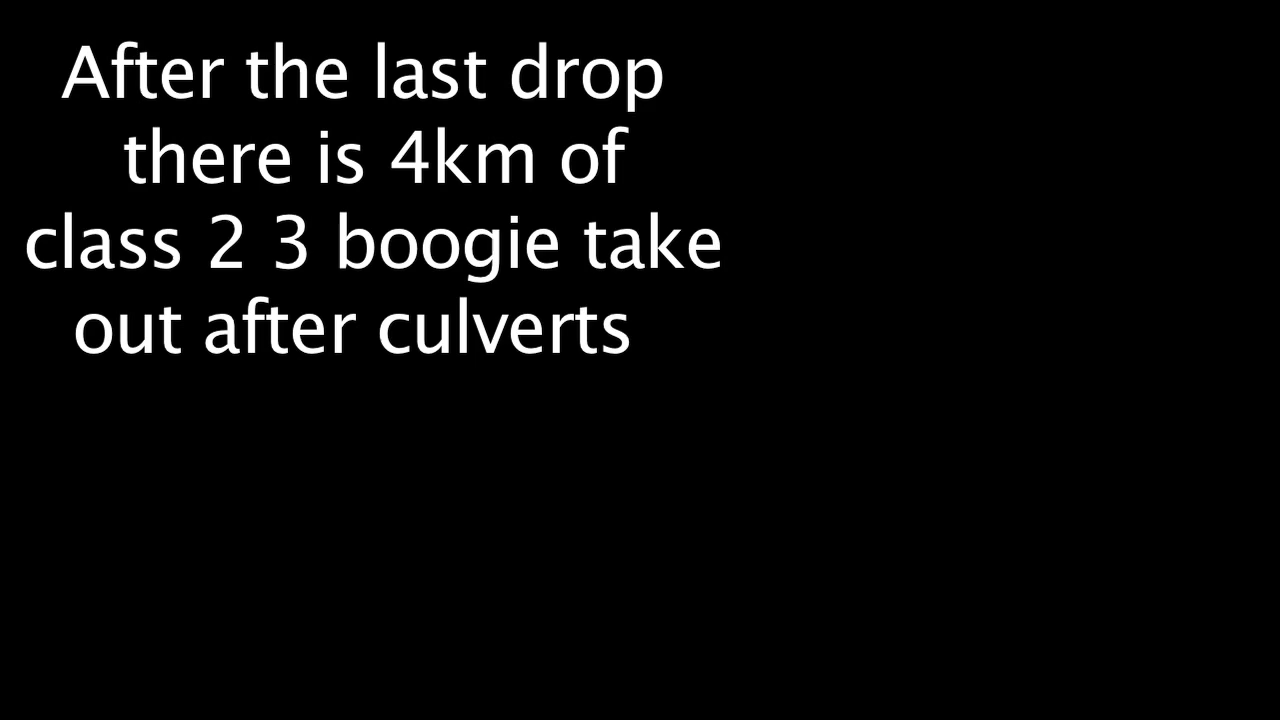 After the last drop
there is 4km of
class 2 3 boogie take
out after culverts